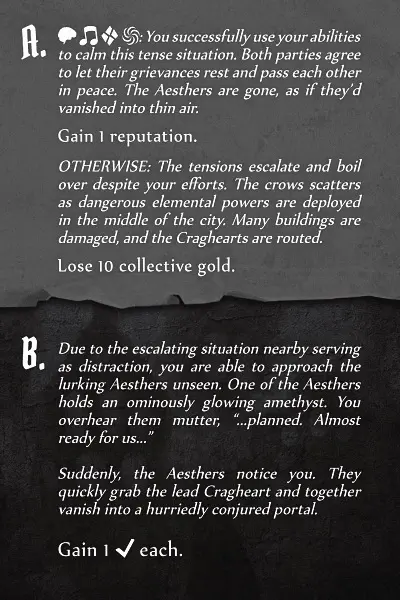 A. : You successfully use your abilities
to calm this tense situation. Both parties agree
to let their grievances rest and pass each other
in peace. The Aesthers are gone, as if they'd
vanished into thin air.
Gain 1 reputation.
OTHERWISE: The tensions escalate and boil
over despite your efforts. The crows scatters
as dangerous elemental powers are deployed
in the middle of the city. Many buildings are
damaged, and the Craghearts are routed.
Lose 10 collective gold.
B. Due to the escalating situation nearby serving
as distraction, you are able to approach the
lurking Aesthers unseen. One of the Aesthers
holds an ominously glowing amethyst. You
overhear them mutter, “...planned. Almost
ready for us...”
Suddenly, the Aesthers notice you. They
quickly grab the lead Cragheart and together
vanish into a hurriedly conjured portal.
Gain 1 ✓ each.